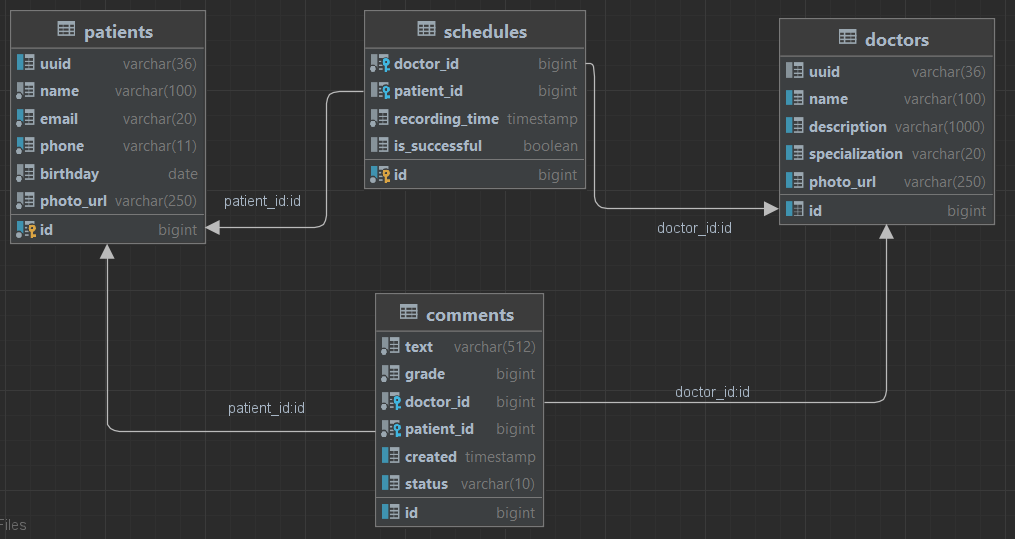 patients
uuid varchar(36)
name varchar(100)
email varchar(20)
phone varchar(11)
birthday date
photo_url varchar(250)
id bigint
schedules
doctor_id bigint
patient_id bigint
recording_time timestamp
is_successful boolean
id bigint
doctors
uuid varchar(36)
name varchar(100)
description varchar(1000)
specialization varchar(20)
photo_url varchar(250)
id bigint
patient_id:id
doctor_id:id
comments
text varchar(512)
grade bigint
doctor_id bigint
patient_id bigint
created timestamp
status varchar(10)
id bigint
patient_id:id
doctor_id:id
Files